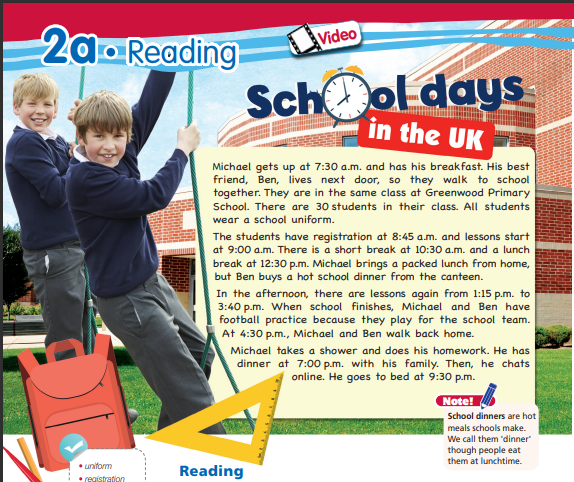 2a • Reading
Video
School days
in the UK
Michael gets up at 7:30 a.m. and has his breakfast. His best
friend, Ben, lives next door, so they walk to school
together. They are in the same class at Greenwood Primary
School. There are 30 students in their class. All students
wear a school uniform.
The students have registration at 8:45 a.m. and lessons start
at 9:00 a.m. There is a short break at 10:30 a.m. and a lunch
break at 12:30 p.m. Michael brings a packed lunch from home,
but Ben buys a hot school dinner from the canteen.
In the afternoon, there are lessons again from 1:15 p.m. to
3:40 p.m. When school finishes, Michael and Ben have
football practice because they play for the school team.
At 4:30 p.m., Michael and Ben walk back home.
Michael takes a shower and does his homework. He has
dinner at 7:00 p.m. with his family. Then, he chats
online. He goes to bed at 9:30 p.m.
Note!
School dinners are hot
meals schools make.
We call them 'dinner'
though people eat
them at lunchtime.
• uniform
• registration
Reading